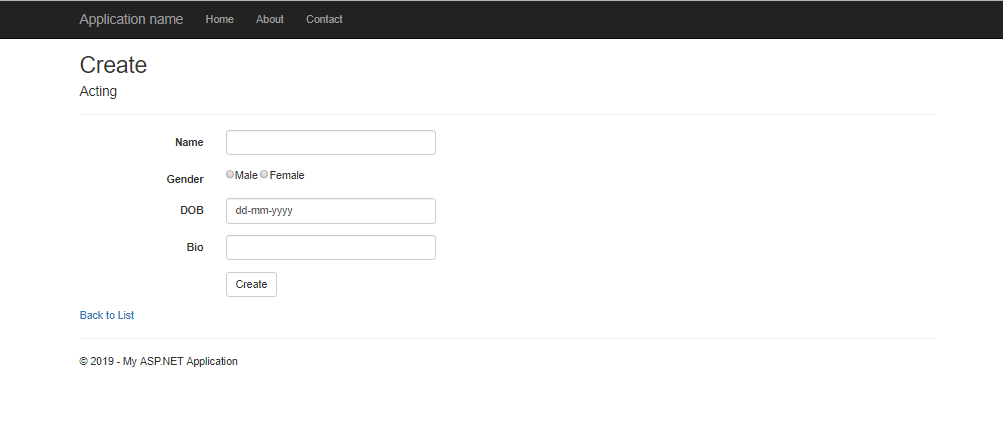 Application name Home About Contact
Create
Acting
Name
Gender Male Female
DOB dd-mm-yyyy
Bio
Create
Back to List
© 2019 - My ASP.NET Application